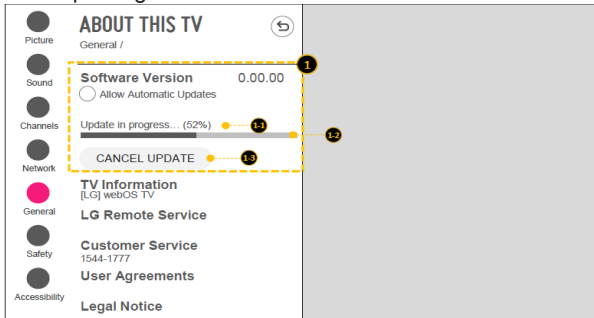 Picture
Sound
Channels
Network
General
Safety
Accessibility
ABOUT THIS TV
General /
1
Software Version 0.00.00
Allow Automatic Updates
Update in progress... (52%) 1-1
1-2
CANCEL UPDATE 1-3
TV Information
[LG] webOS TV
LG Remote Service
Customer Service
1544-1777
User Agreements
Legal Notice